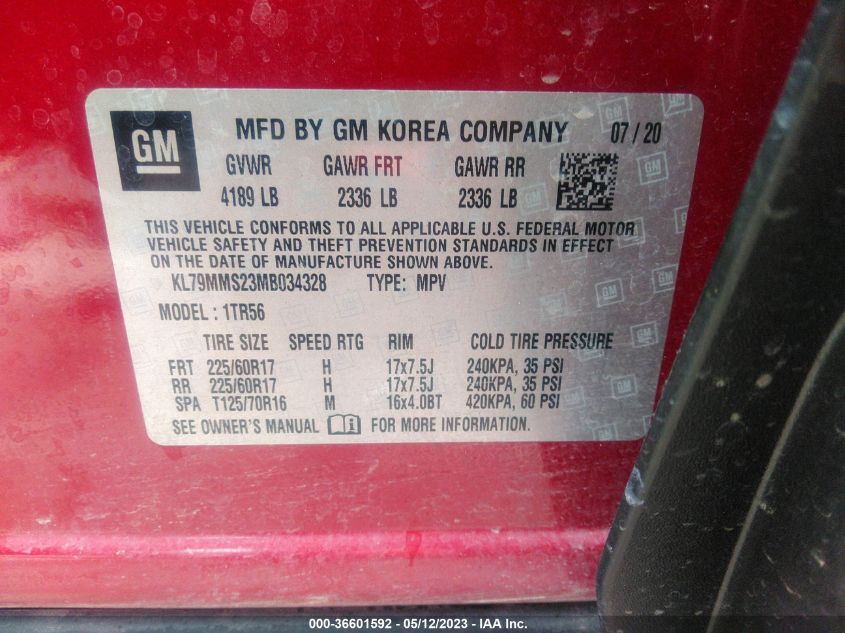 GM MFD BY GM KOREA COMPANY 07/20
GVWR GAWR FRT GAWR RR
4189 LB 2336 LB 2336 LB
THIS VEHICLE CONFORMS TO ALL APPLICABLE U.S. FEDERAL MOTOR
VEHICLE SAFETY AND THEFT PREVENTION STANDARDS IN EFFECT
ON THE DATE OF MANUFACTURE SHOWN ABOVE.
KL79MMS23MB034328 TYPE: MPV
MODEL : 1TR56
TIRE SIZE SPEED RTG RIM COLD TIRE PRESSURE
FRT 225/60R17 H 17x7.5J 240KPA, 35 PSI
RR 225/60R17 H 17x7.5J 240KPA, 35 PSI
SPA T125/70R16 M 16x4.0BT 420KPA, 60 PSI
SEE OWNER'S MANUAL FOR MORE INFORMATION.
000-36601592 - 05/12/2023 - IAA Inc.